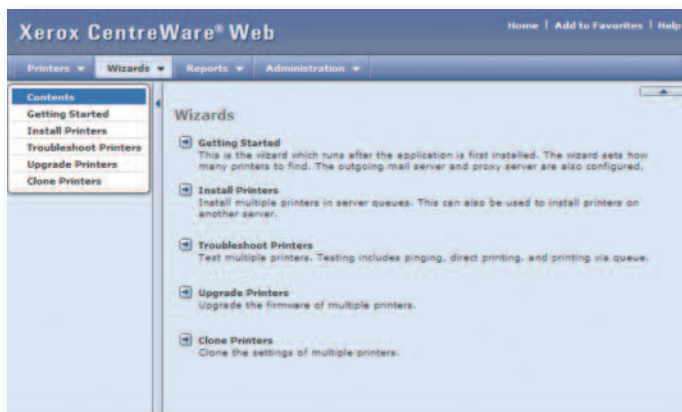 Xerox CentreWare® Web
Home | Add to Favorites | Help
Printers Wizards Reports Administration
Contents
Getting Started
Install Printers
Troubleshoot Printers
Upgrade Printers
Clone Printers
Wizards
Getting Started
This is the wizard which runs after the application is first installed. The wizard sets how
many printers to find. The outgoing mail server and proxy server are also configured.
Install Printers
Install multiple printers in server queues. This can also be used to install printers on
another server.
Troubleshoot Printers
Test multiple printers. Testing includes pinging, direct printing, and printing via queue.
Upgrade Printers
Upgrade the firmware of multiple printers.
Clone Printers
Clone the settings of multiple printers.